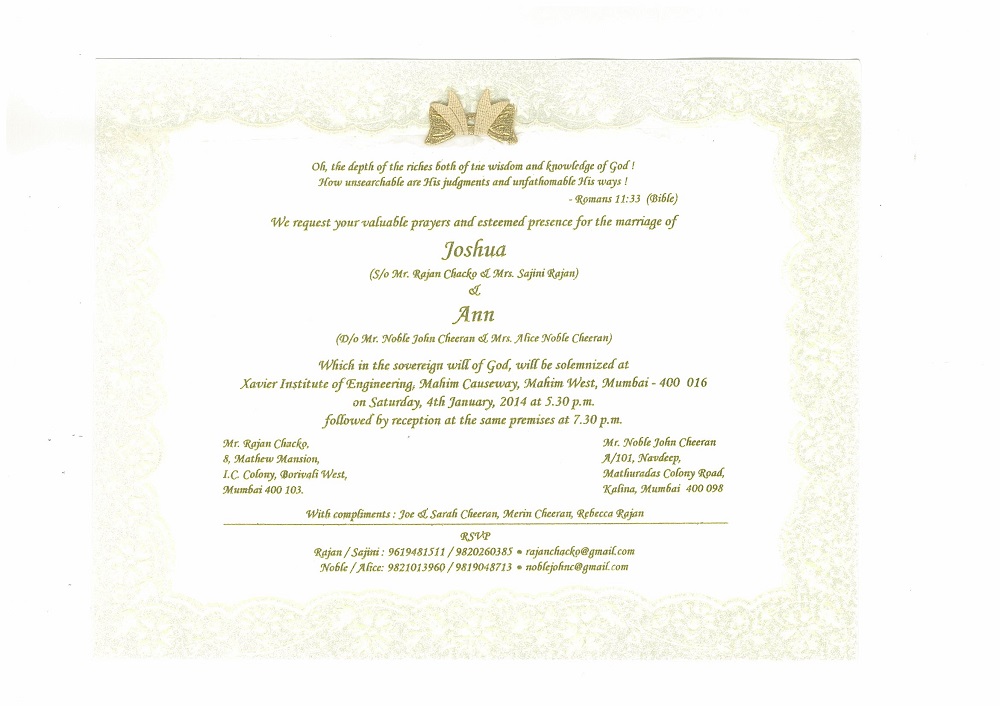 Oh, the depth of the riches both of tne wisdom and knowledge of God !
How unsearchable are His judgments and unfathomable His ways !
- Romans 11:33 (Bible)
We request your valuable prayers and esteemed presence for the marriage of
Joshua
(S/o Mr. Rajan Chacko & Mrs. Sajini Rajan)
&
Ann
(D/o Mr. Noble John Cheeran & Mrs. Alice Noble Cheeran)
Which in the sovereign will of God, will be solemnized at
Xavier Institute of Engineering, Mahim Causeway, Mahim West, Mumbai - 400 016
on Saturday, 4th January, 2014 at 5.30 p.m.
followed by reception at the same premises at 7.30 p.m.
Mr. Rajan Chacko,
8, Mathew Mansion,
I.C. Colony, Borivali West,
Mumbai 400 103.
Mr. Noble John Cheeran
A/101, Navdeep,
Mathuradas Colony Road,
Kalina, Mumbai 400 098
With compliments : Joe & Sarah Cheeran, Merin Cheeran, Rebecca Rajan
RSVP
Rajan / Sajini : 9619481511 / 9820260385 • rajanchacko@gmail.com
Noble / Alice: 9821013960 / 9819048713 • noblejohnc@gmail.com